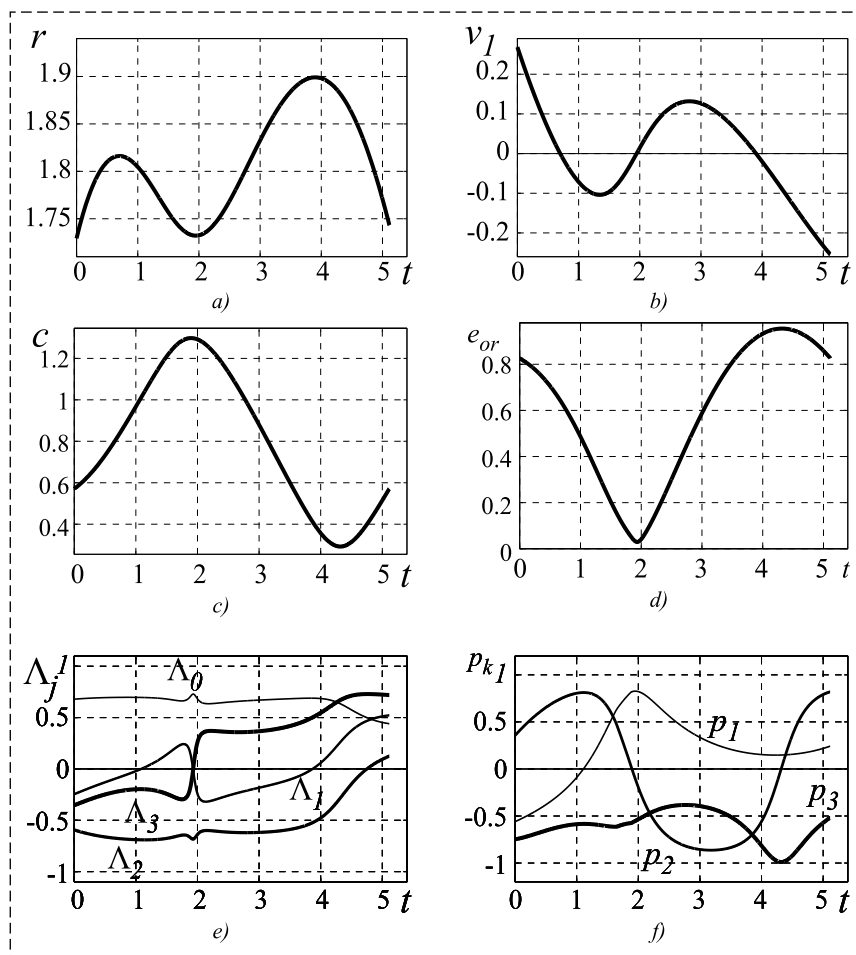 r
1.9
1.85
1.8
1.75
0 1 2 3 4 5 t
a)
v1
0.2
0.1
0
-0.1
-0.2
0 1 2 3 4 5 t
b)
c
1.2
1
0.8
0.6
0.4
0 1 2 3 4 5 t
c)
e_or
0.8
0.6
0.4
0.2
0
0 1 2 3 4 5 t
d)
Λj 1
0.5
0
-0.5
-1
Λ0
Λ1
Λ3
Λ2
0 1 2 3 4 5 t
e)
pk 1
0.5
0
-0.5
-1
p1
p3
p2
0 1 2 3 4 5 t
f)